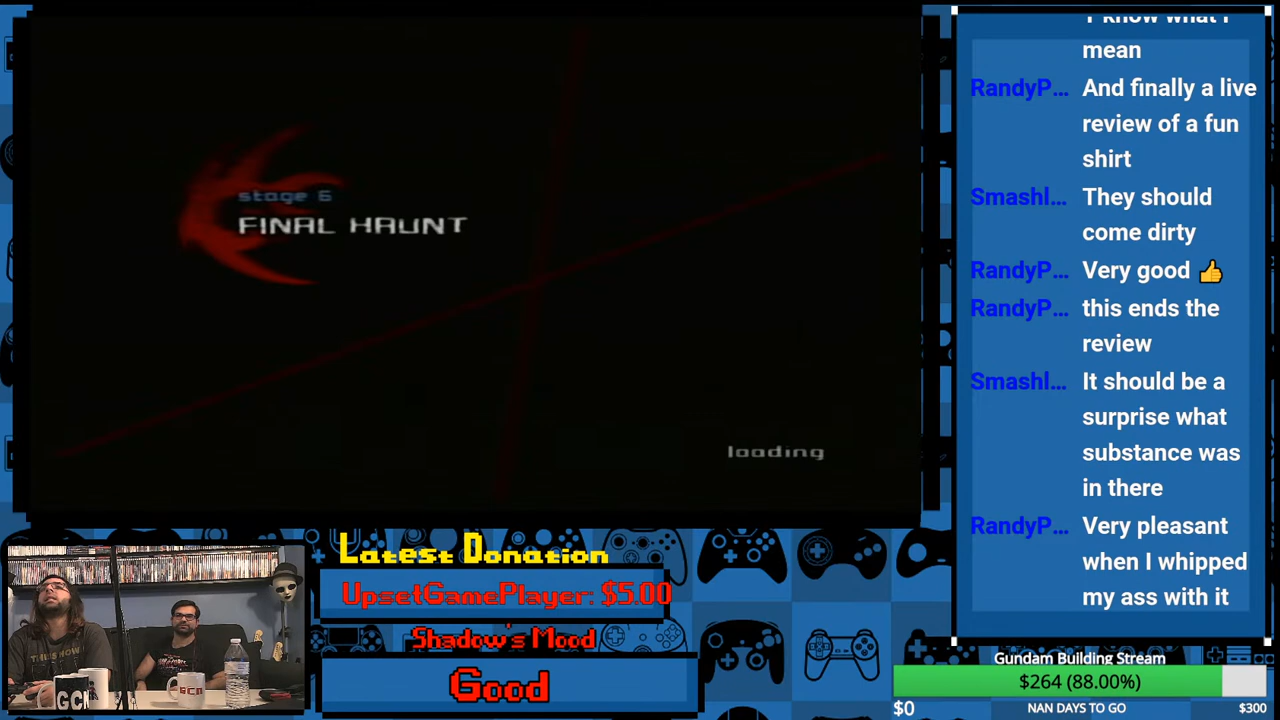 stage 6
FINAL HAUNT
loading
mean
RandyP... And finally a live
review of a fun
shirt
Smashl... They should
come dirty
RandyP... Very good 👍
RandyP... this ends the
review
Smashl... It should be a
surprise what
substance was
in there
RandyP... Very pleasant
when I whipped
my ass with it
Latest Donation
UpsetGamePlayer: $5.00
Shadow's Mood
Good
Gundam Building Stream
$264 (88.00%)
$0 NAN DAYS TO GO $300